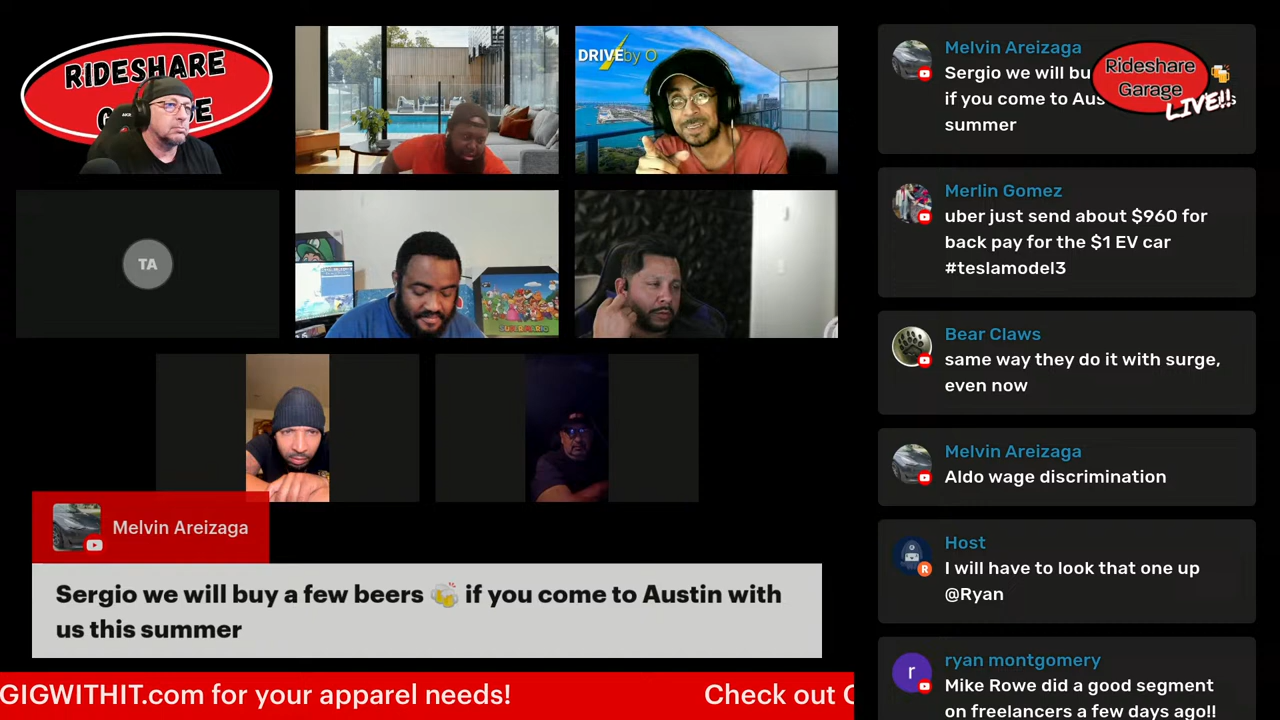 RIDESHARE
G
DRIVE by O
TA
SUPER MARIO
Melvin Areizaga
Sergio we will buy a few beers 🍻 if you come to Austin with
us this summer
GIGWITHIT.com for your apparel needs!
Check out
Melvin Areizaga
Sergio we will bu
if you come to Aus
summer
Rideshare
Garage
LIVE!!
Merlin Gomez
uber just send about $960 for
back pay for the $1 EV car
#teslamodel3
Bear Claws
same way they do it with surge,
even now
Melvin Areizaga
Aldo wage discrimination
Host
I will have to look that one up
@Ryan
ryan montgomery
Mike Rowe did a good segment
on freelancers a few days ago!!